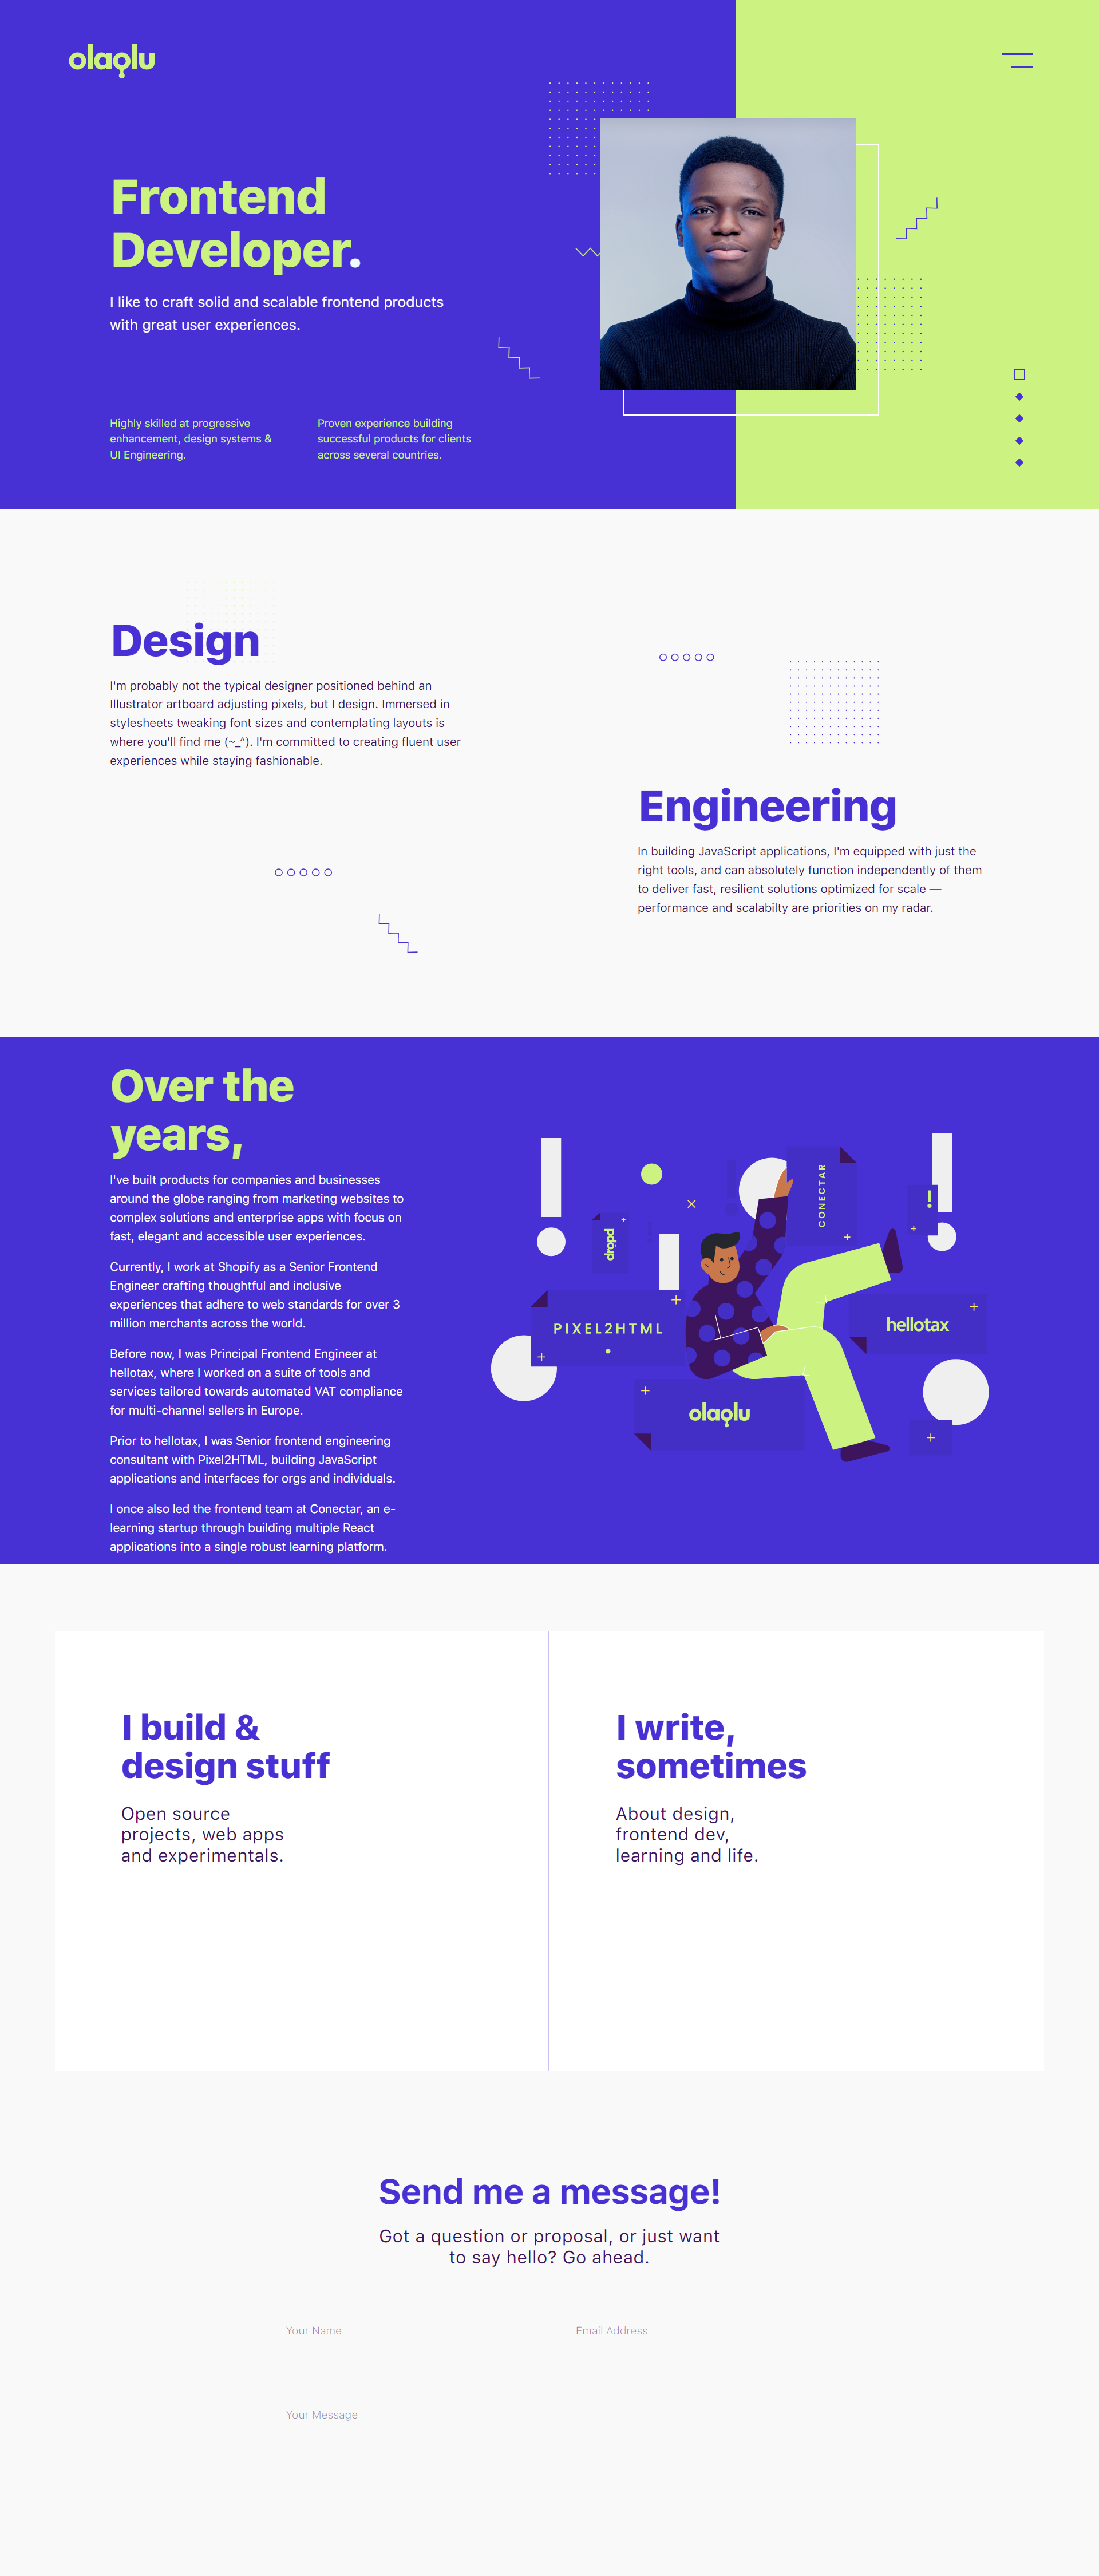 olaolu
Frontend
Developer.
I like to craft solid and scalable frontend products
with great user experiences.
Highly skilled at progressive
enhancement, design systems &
UI Engineering.
Proven experience building
successful products for clients
across several countries.
Design
I'm probably not the typical designer positioned behind an
Illustrator artboard adjusting pixels, but I design. Immersed in
stylesheets tweaking font sizes and contemplating layouts is
where you'll find me (~_^). I'm committed to creating fluent user
experiences while staying fashionable.
Engineering
In building JavaScript applications, I'm equipped with just the
right tools, and can absolutely function independently of them
to deliver fast, resilient solutions optimized for scale —
performance and scalabilty are priorities on my radar.
Over the
years,
I've built products for companies and businesses
around the globe ranging from marketing websites to
complex solutions and enterprise apps with focus on
fast, elegant and accessible user experiences.
Currently, I work at Shopify as a Senior Frontend
Engineer crafting thoughtful and inclusive
experiences that adhere to web standards for over 3
million merchants across the world.
Before now, I was Principal Frontend Engineer at
hellotax, where I worked on a suite of tools and
services tailored towards automated VAT compliance
for multi-channel sellers in Europe.
Prior to hellotax, I was Senior frontend engineering
consultant with Pixel2HTML, building JavaScript
applications and interfaces for orgs and individuals.
I once also led the frontend team at Conectar, an e-
learning startup through building multiple React
applications into a single robust learning platform.
CONECTAR
dropd
PIXEL2HTML
hellotax
olaolu
I build &
design stuff
Open source
projects, web apps
and experimentals.
I write,
sometimes
About design,
frontend dev,
learning and life.
Send me a message!
Got a question or proposal, or just want
to say hello? Go ahead.
Your Name
Email Address
Your Message